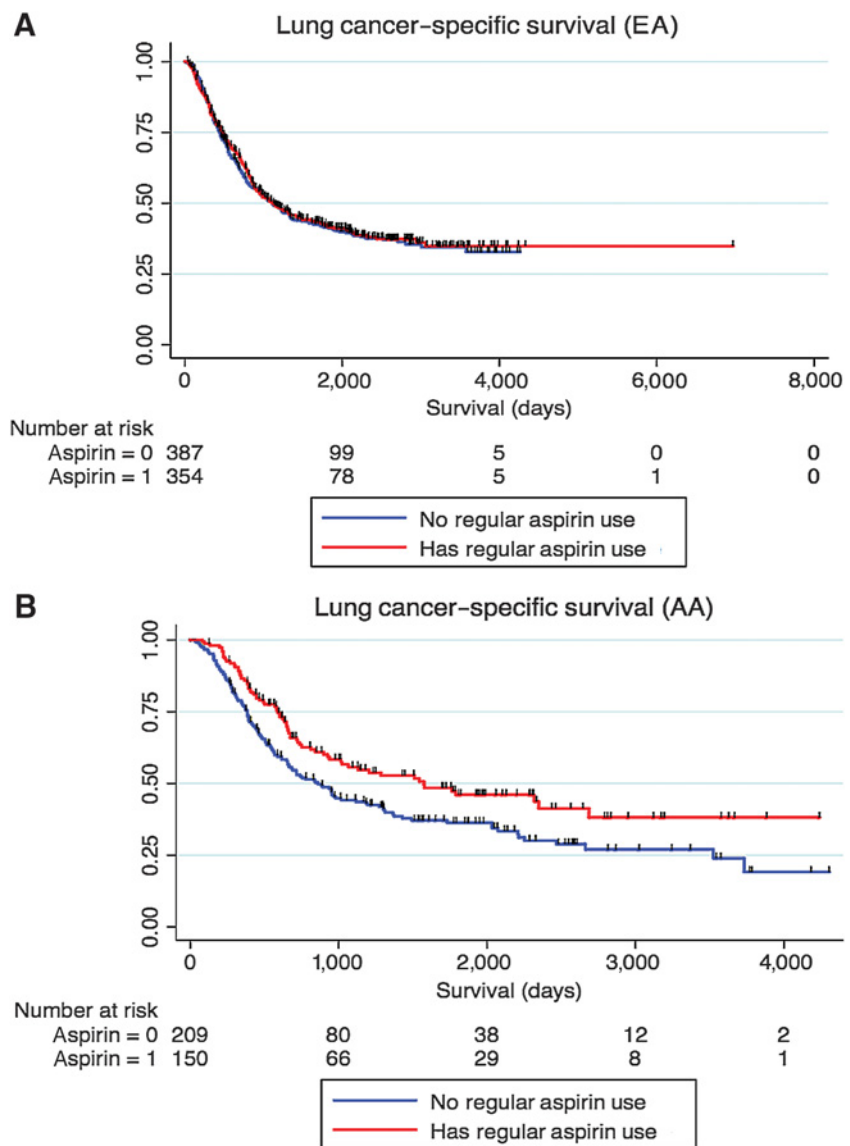 A
Lung cancer–specific survival (EA)
1.00
0.75
0.50
0.25
0.00
0 2,000 4,000 6,000 8,000
Survival (days)
Number at risk
Aspirin = 0 387 99 5 0 0
Aspirin = 1 354 78 5 1 0
No regular aspirin use
Has regular aspirin use
B
Lung cancer–specific survival (AA)
1.00
0.75
0.50
0.25
0.00
0 1,000 2,000 3,000 4,000
Survival (days)
Number at risk
Aspirin = 0 209 80 38 12 2
Aspirin = 1 150 66 29 8 1
No regular aspirin use
Has regular aspirin use